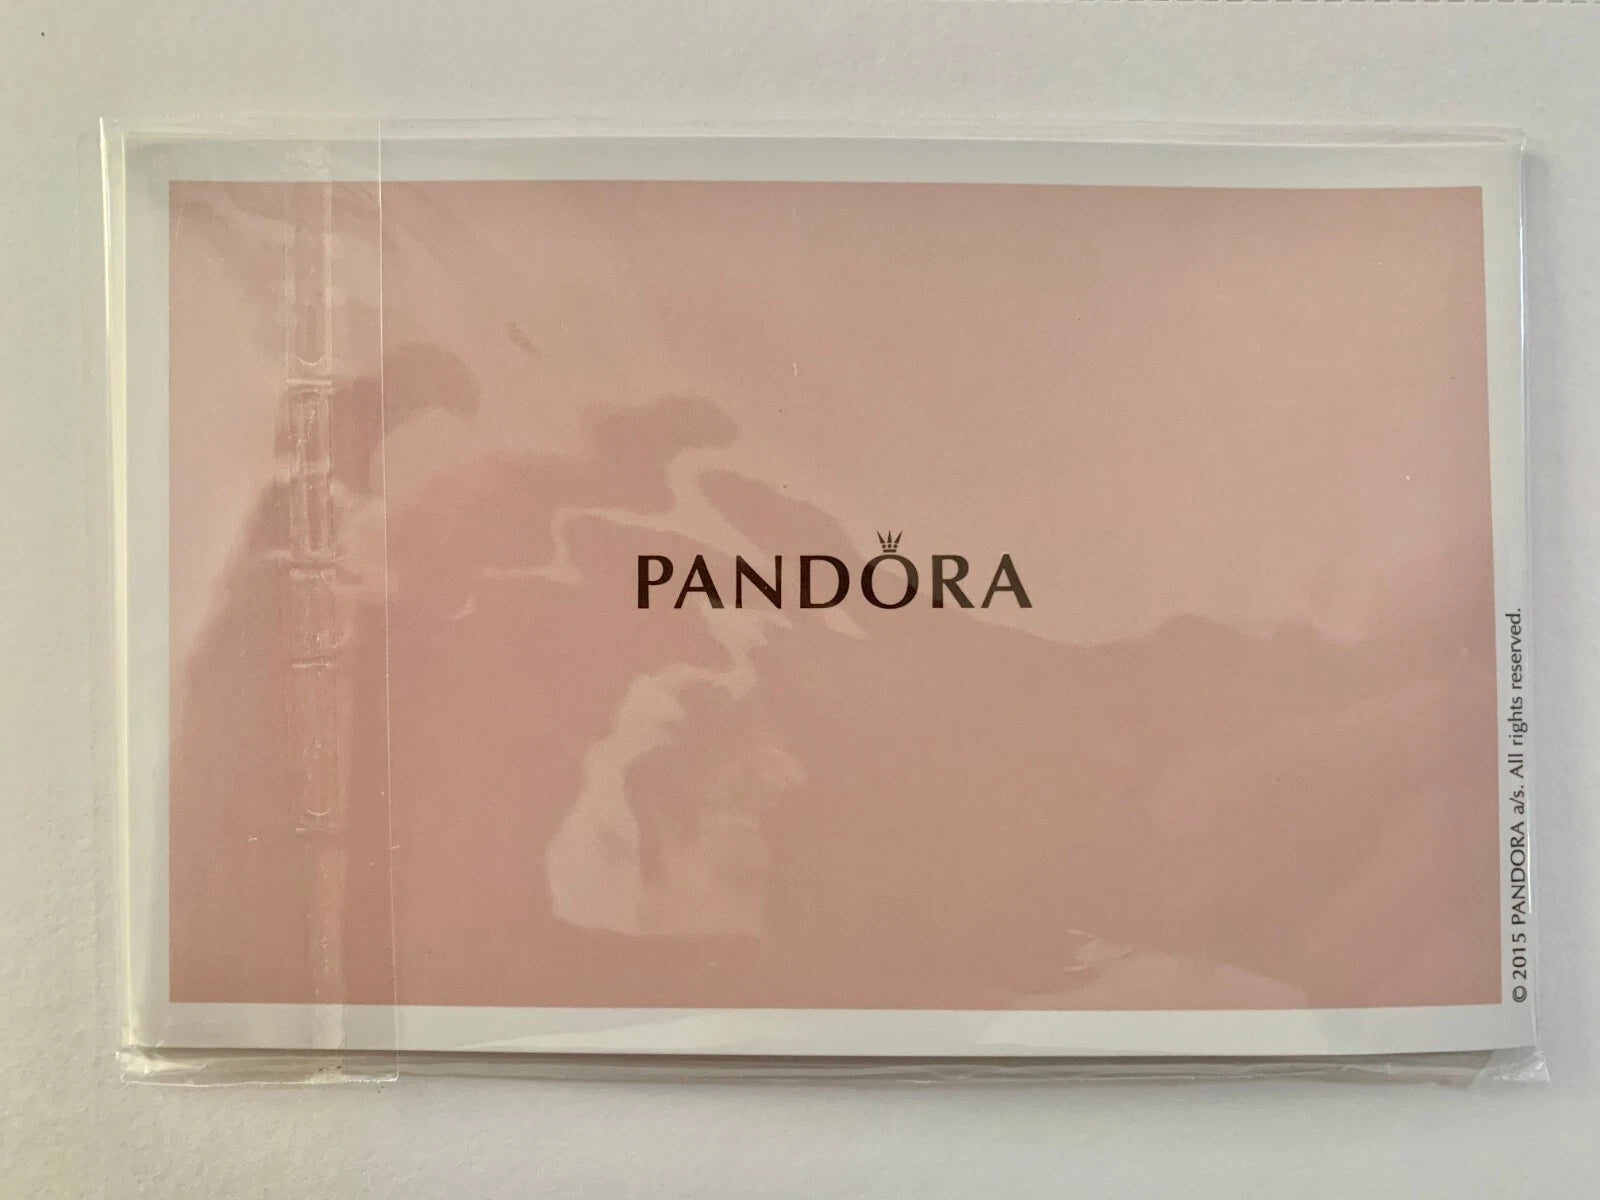 PANDORA
© 2015 PANDORA a/s. All rights reserved.